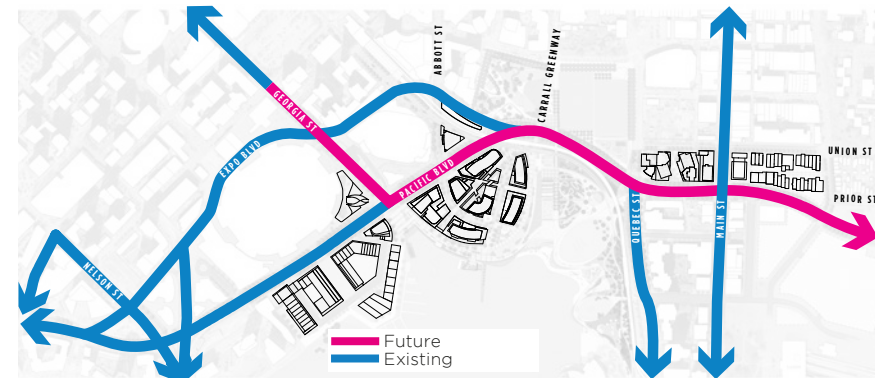 ABBOTT ST
CARRALL GREENWAY
GEORGIA ST
EXPO BLVD
PACIFIC BLVD
UNION ST
PRIOR ST
QUEBEC ST
MAIN ST
NELSON ST
Future
Existing